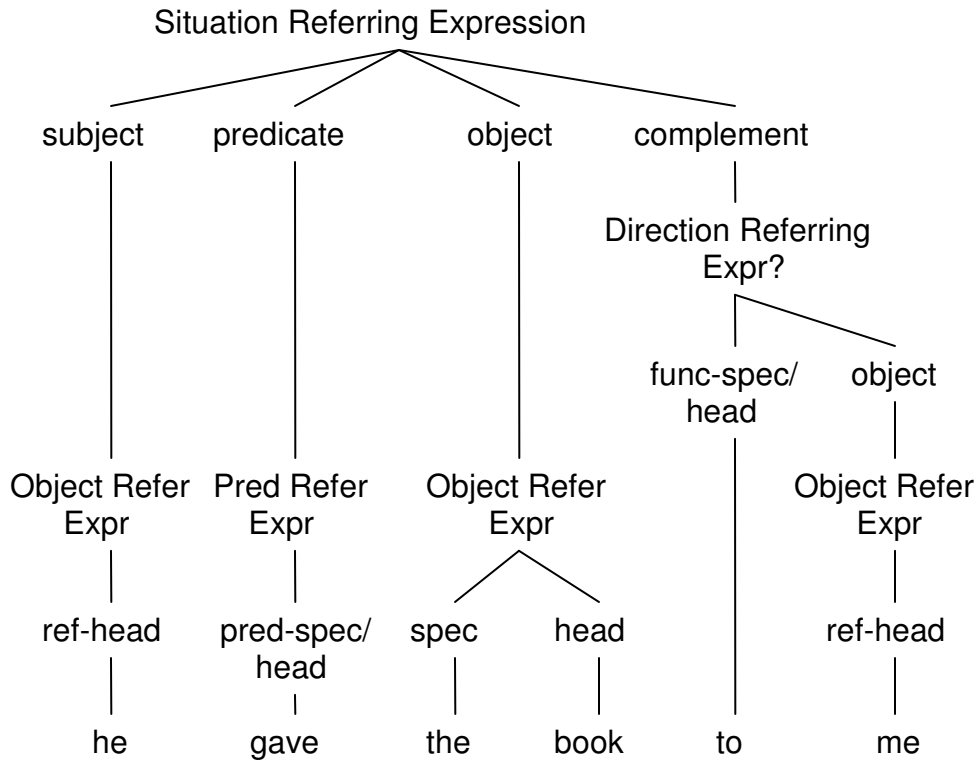 Situation Referring Expression
subject predicate object complement
Direction Referring
Expr?
func-spec/ object
head
Object Refer Pred Refer Object Refer Object Refer
Expr Expr Expr Expr
ref-head pred-spec/ spec head ref-head
head
he gave the book to me